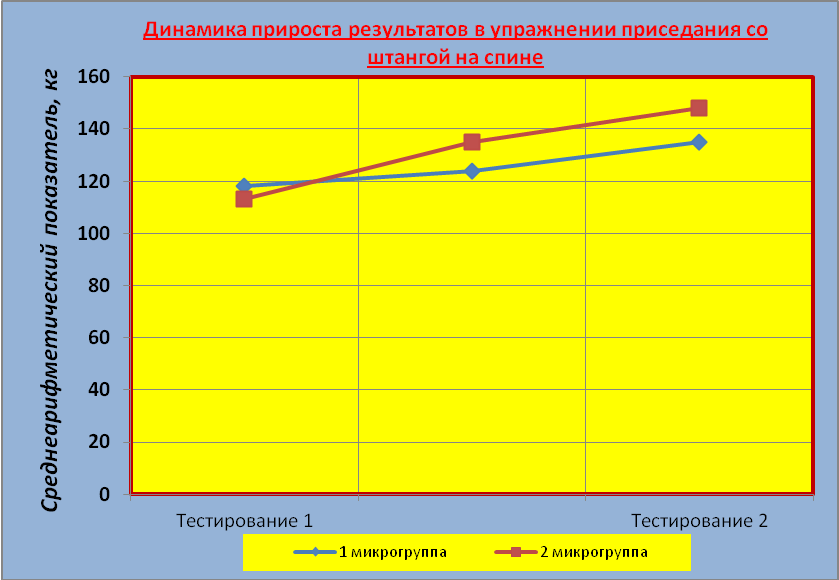 Динамика прироста результатов в упражнении приседания со
штангой на спине
Среднеарифметический показатель, кг
160
140
120
100
80
60
40
20
0
Тестирование 1
Тестирование 2
1 микрогруппа
2 микрогруппа